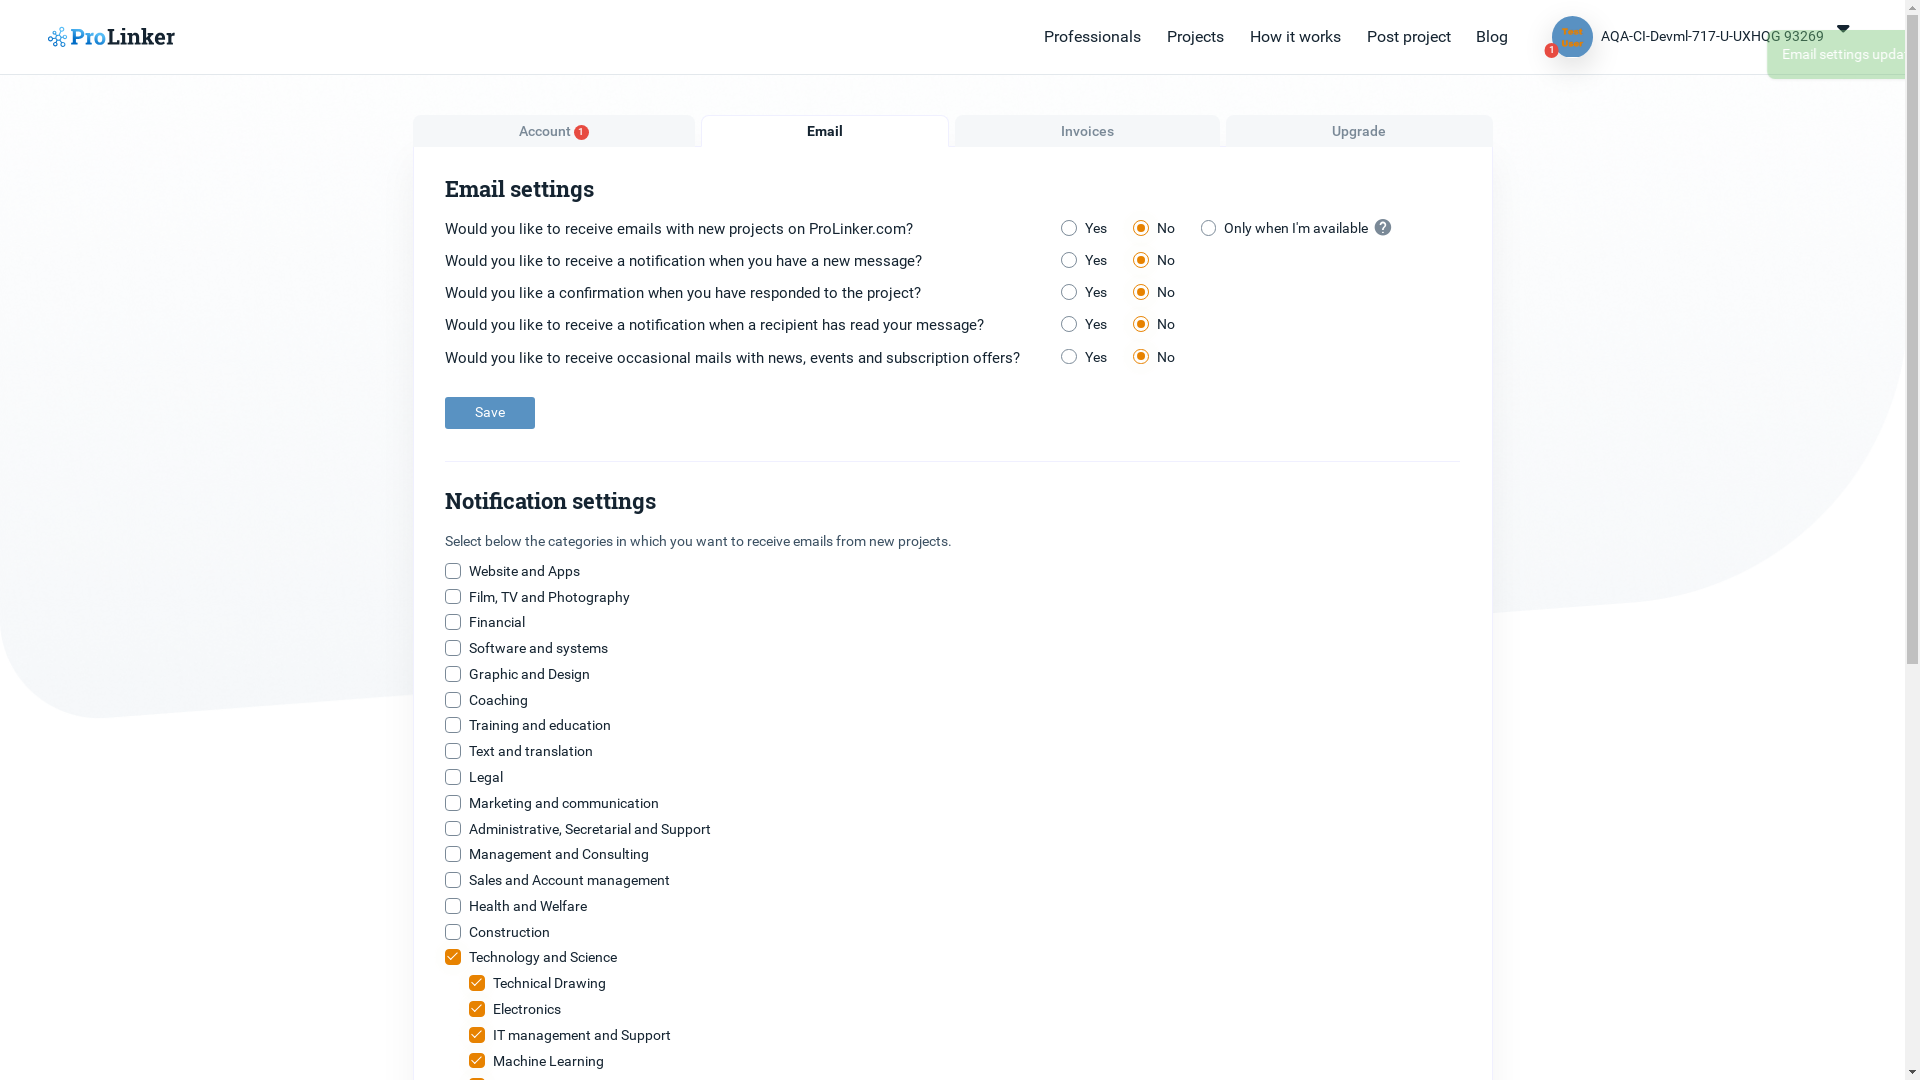 ProLinker
Professionals
Projects
How it works
Post project
Blog
Test
User
1
AQA-CI-Devml-717-U-UXHQG 93269
Email settings
Account 1
Email
Invoices
Upgrade
Email settings
Would you like to receive emails with new projects on ProLinker.com? Yes No Only when I'm available ?
Would you like to receive a notification when you have a new message? Yes No
Would you like a confirmation when you have responded to the project? Yes No
Would you like to receive a notification when a recipient has read your message? Yes No
Would you like to receive occasional mails with news, events and subscription offers? Yes No
Save
Notification settings
Select below the categories in which you want to receive emails from new projects.
Website and Apps
Film, TV and Photography
Financial
Software and systems
Graphic and Design
Coaching
Training and education
Text and translation
Legal
Marketing and communication
Administrative, Secretarial and Support
Management and Consulting
Sales and Account management
Health and Welfare
Construction
Technology and Science
Technical Drawing
Electronics
IT management and Support
Machine Learning